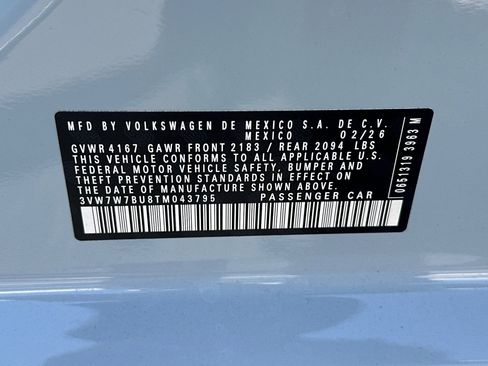 MFD BY VOLKSWAGEN DE MEXICO S.A. DE C.V.
MEXICO 02/26
GVWR 4167 GAWR FRONT 2183 / REAR 2094 LBS
THIS VEHICLE CONFORMS TO ALL APPLICABLE U.S.
FEDERAL MOTOR VEHICLE SAFETY, BUMPER AND
THEFT PREVENTION STANDARDS IN EFFECT ON
THE DATE OF MANUFACTURE SHOWN ABOVE.
3VW7W7BU8TM043795 PASSENGER CAR
0651319 3963 M